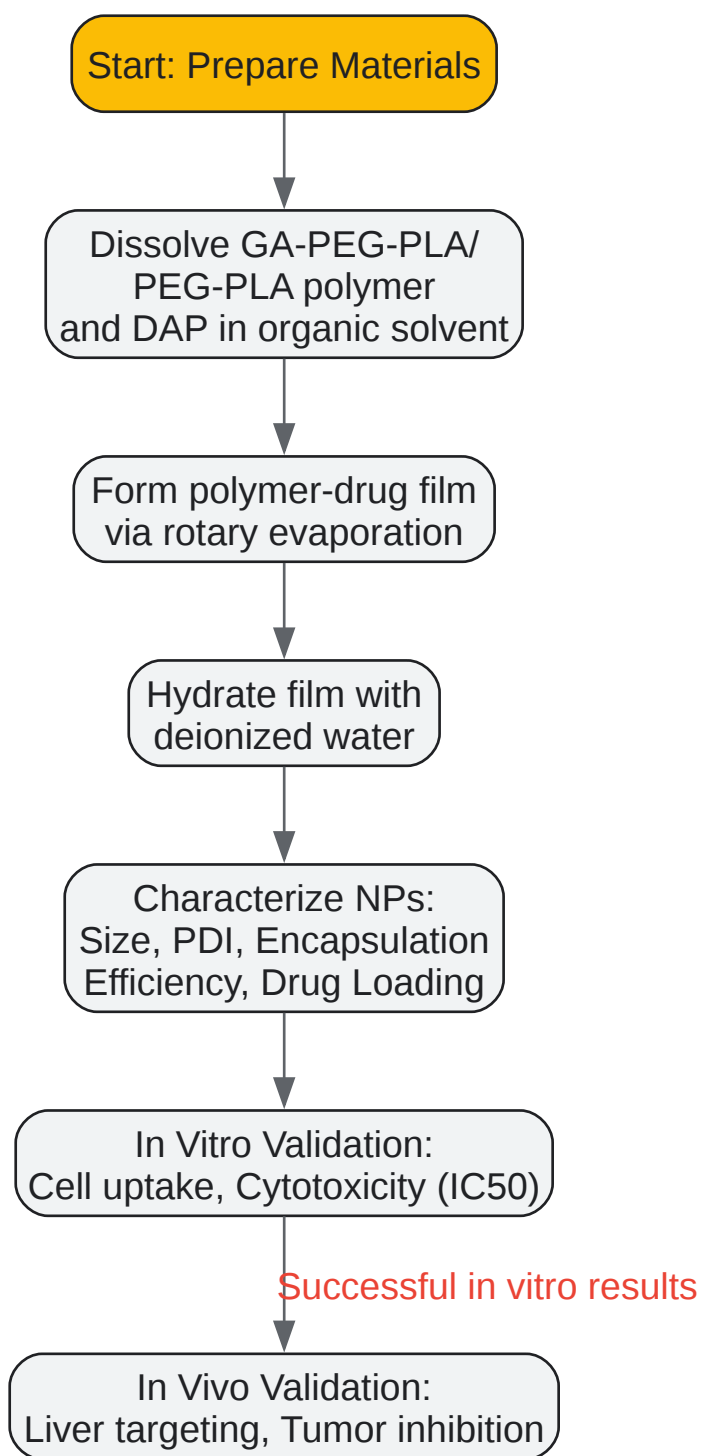 Start: Prepare Materials
Dissolve GA-PEG-PLA/
PEG-PLA polymer
and DAP in organic solvent
Form polymer-drug film
via rotary evaporation
Hydrate film with
deionized water
Characterize NPs:
Size, PDI, Encapsulation
Efficiency, Drug Loading
In Vitro Validation:
Cell uptake, Cytotoxicity (IC50)
Successful in vitro results
In Vivo Validation:
Liver targeting, Tumor inhibition